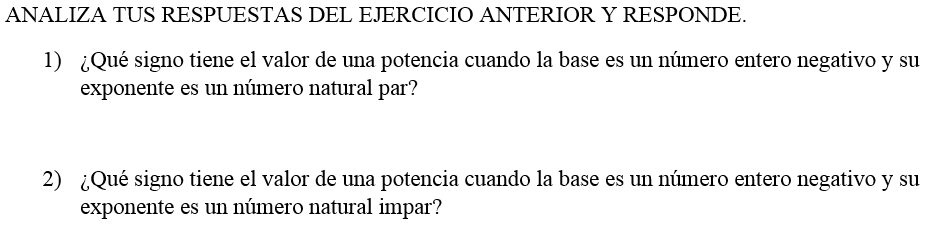 ANALIZA TUS RESPUESTAS DEL EJERCICIO ANTERIOR Y RESPONDE.
1) ¿Qué signo tiene el valor de una potencia cuando la base es un número entero negativo y su
exponente es un número natural par?
2) ¿Qué signo tiene el valor de una potencia cuando la base es un número entero negativo y su
exponente es un número natural impar?